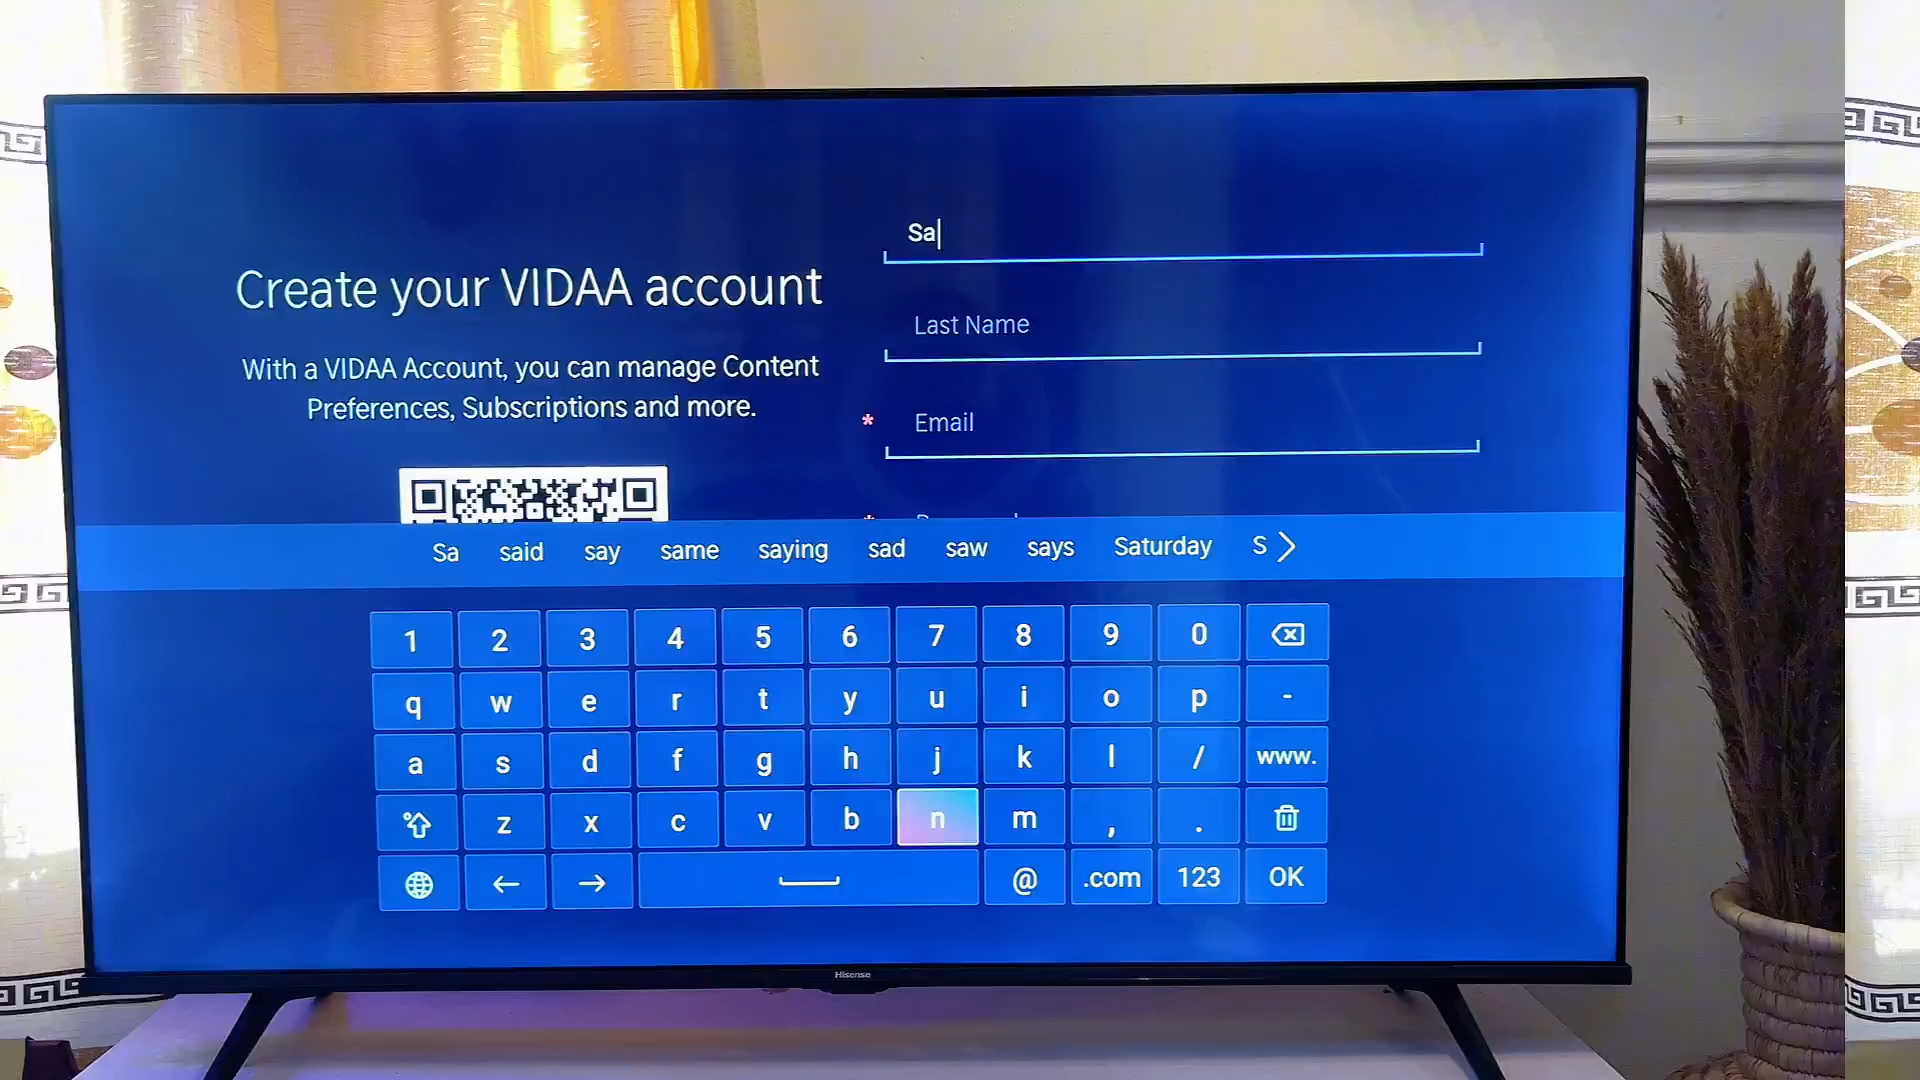 Sa
Create your VIDAA account
Last Name
With a VIDAA Account, you can manage Content
Preferences, Subscriptions and more.
* Email
Sa said say same saying sad saw says Saturday S
1 2 3 4 5 6 7 8 9 0
q w e r t y u i o p -
a s d f g h j k l / www.
z x c v b n m , .
@ .com 123 OK
Hisense